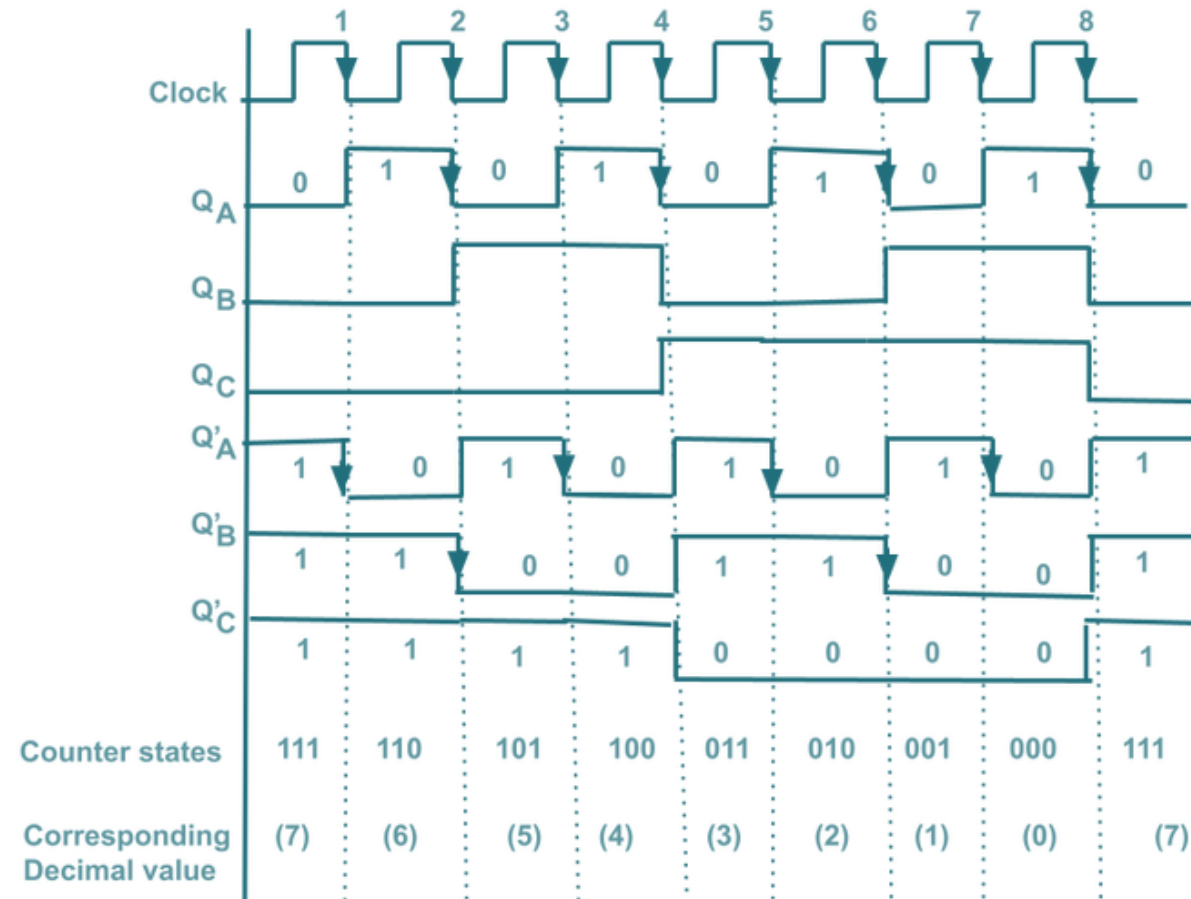 1 2 3 4 5 6 7 8
Clock
0 1 0 1 0 1 0 1 0
QA
QB
QC
Q'A
1 0 1 0 1 0 1 0 1
Q'B
1 1 0 0 1 1 0 0 1
Q'C
1 1 1 1 0 0 0 0 1
Counter states 111 110 101 100 011 010 001 000 111
Corresponding (7) (6) (5) (4) (3) (2) (1) (0) (7)
Decimal value